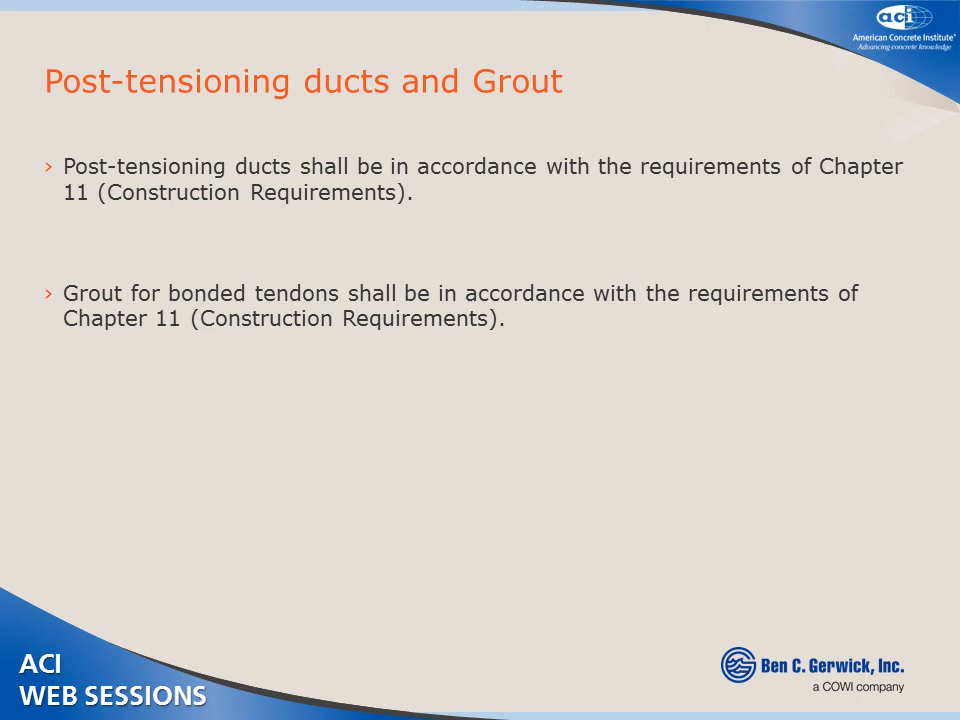 aci
American Concrete Institute®
Advancing concrete knowledge
Post-tensioning ducts and Grout
› Post-tensioning ducts shall be in accordance with the requirements of Chapter
11 (Construction Requirements).
› Grout for bonded tendons shall be in accordance with the requirements of
Chapter 11 (Construction Requirements).
ACI
WEB SESSIONS
Ben C. Gerwick, Inc.
a COWI company